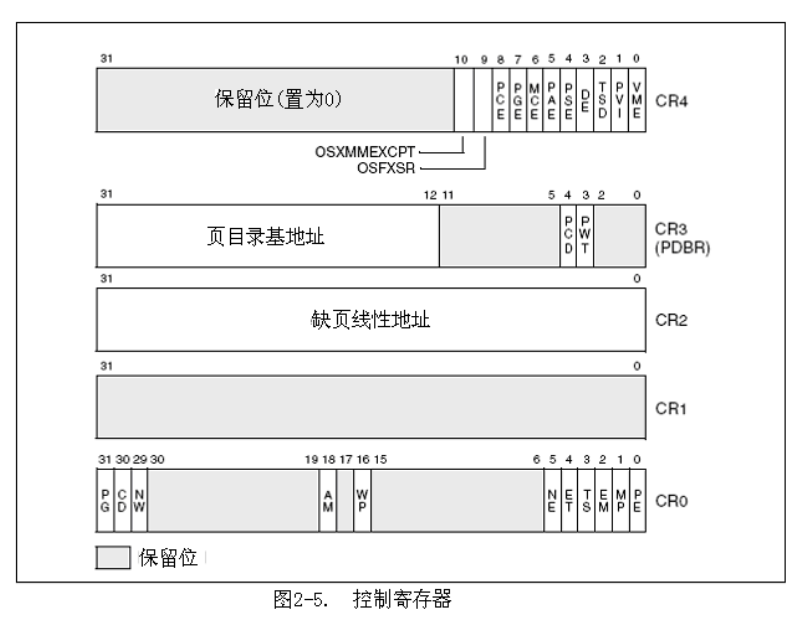 31 10 9 8 7 6 5 4 3 2 1 0
保留位(置为0) PCE PGE MCE PAE PSE DE TSD PVI VME CR4
OSXMMEXCPT
OSFXSR
31 12 11 5 4 3 2 0
页目录基地址 PCD PWT CR3
(PDBR)
31 0
缺页线性地址 CR2
31 0
CR1
31 30 29 30 19 18 17 16 15 6 5 4 3 2 1 0
PG CD NW AM WP NE ET TS EM MP PE CR0
保留位
图2-5. 控制寄存器